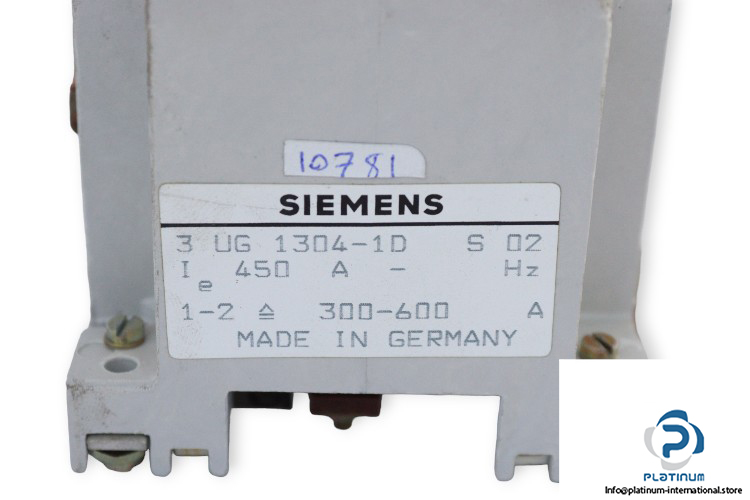 10781
SIEMENS
3 UG 1304-1D S 02
I e 450 A - Hz
1-2 ≙ 300-600 A
MADE IN GERMANY
PLATINUM
Info@platinum-international.store